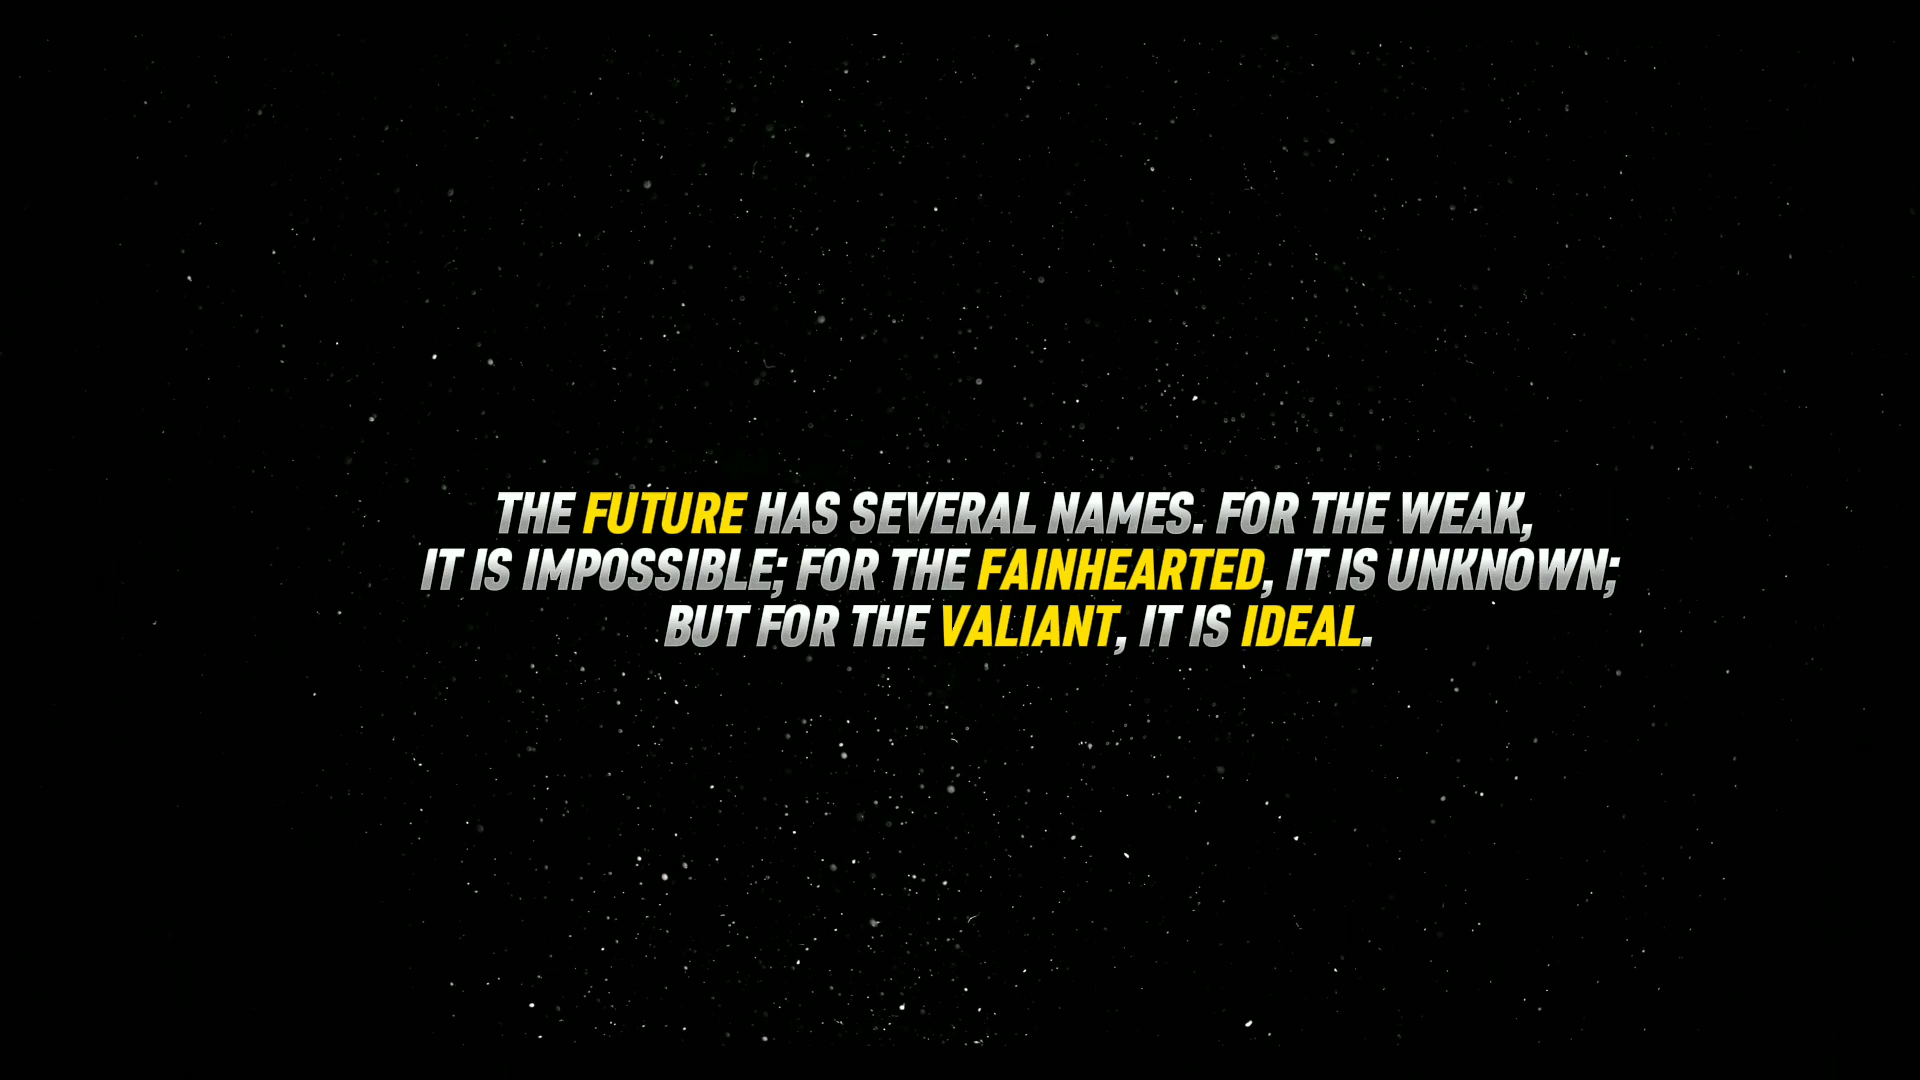 THE FUTURE HAS SEVERAL NAMES. FOR THE WEAK,
IT IS IMPOSSIBLE; FOR THE FAINHEARTED, IT IS UNKNOWN;
BUT FOR THE VALIANT, IT IS IDEAL.